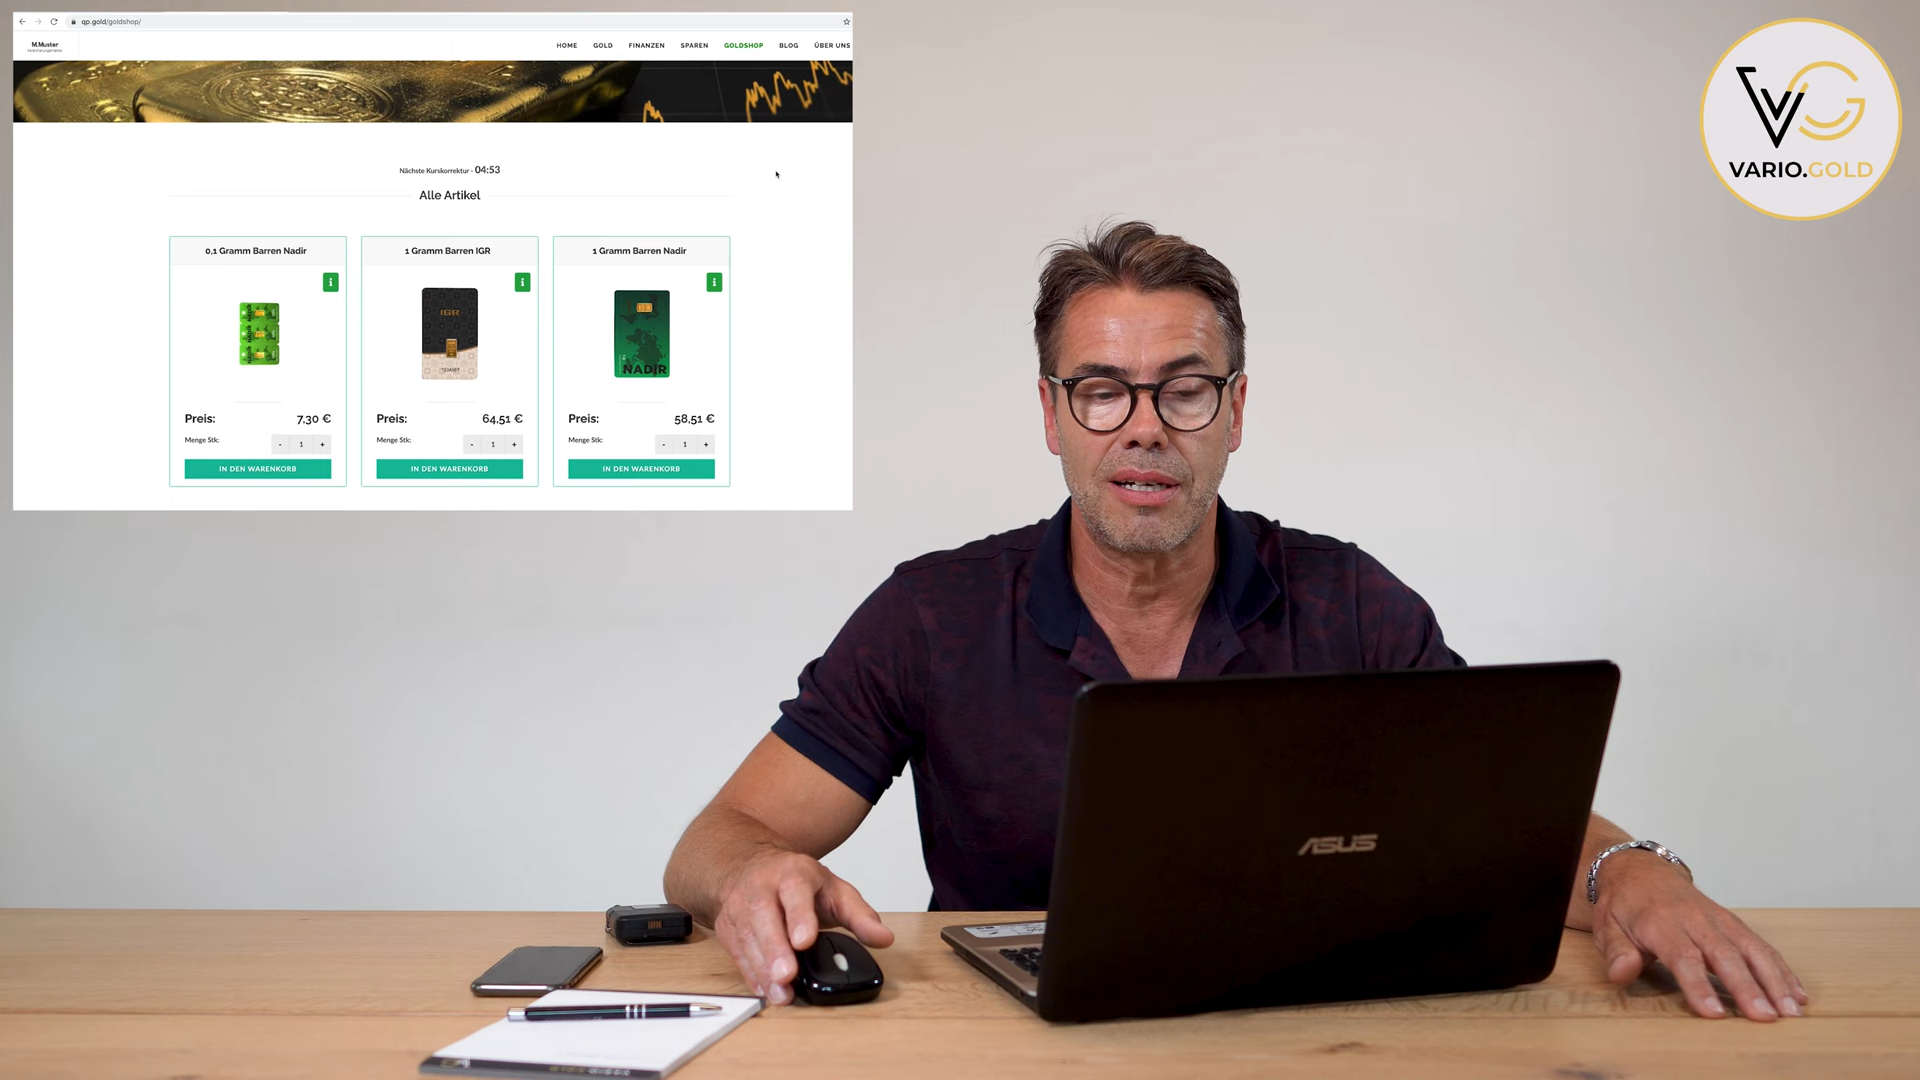 qp.gold/goldshop/
M.Muster
HOME GOLD FINANZEN SPAREN GOLDSHOP BLOG ÜBER UNS
Nächste Kurskorrektur - 04:53
Alle Artikel
0,1 Gramm Barren Nadir
Preis: 7,30 €
Menge Stk: - 1 +
IN DEN WARENKORB
1 Gramm Barren IGR
IGR
Preis: 64,51 €
Menge Stk: - 1 +
IN DEN WARENKORB
1 Gramm Barren Nadir
NADIR
Preis: 58,51 €
Menge Stk: - 1 +
IN DEN WARENKORB
VG
VARIO.GOLD
ASUS